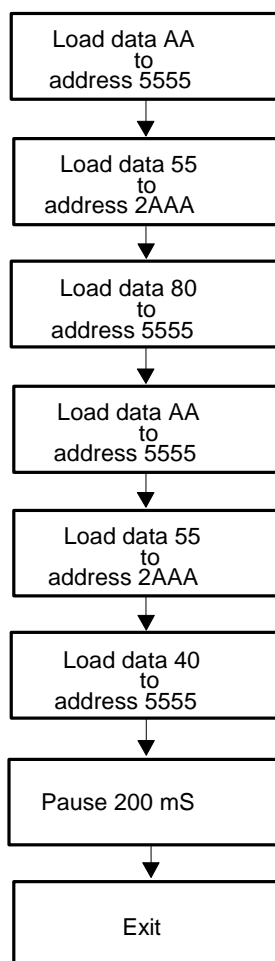 Load data AA
to
address 5555
Load data 55
to
address 2AAA
Load data 80
to
address 5555
Load data AA
to
address 5555
Load data 55
to
address 2AAA
Load data 40
to
address 5555
Pause 200 mS
Exit